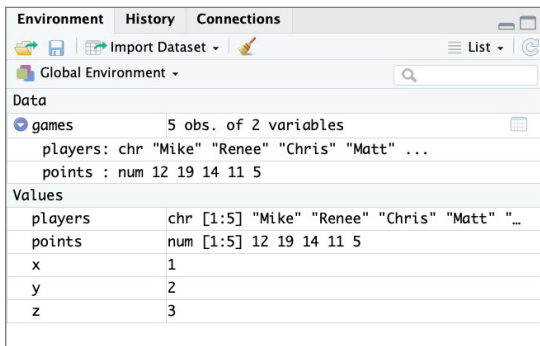 Environment History Connections
Import Dataset List
Global Environment
Data
games 5 obs. of 2 variables
players: chr "Mike" "Renee" "Chris" "Matt" ...
points : num 12 19 14 11 5
Values
players chr [1:5] "Mike" "Renee" "Chris" "Matt" "…
points num [1:5] 12 19 14 11 5
x 1
y 2
z 3